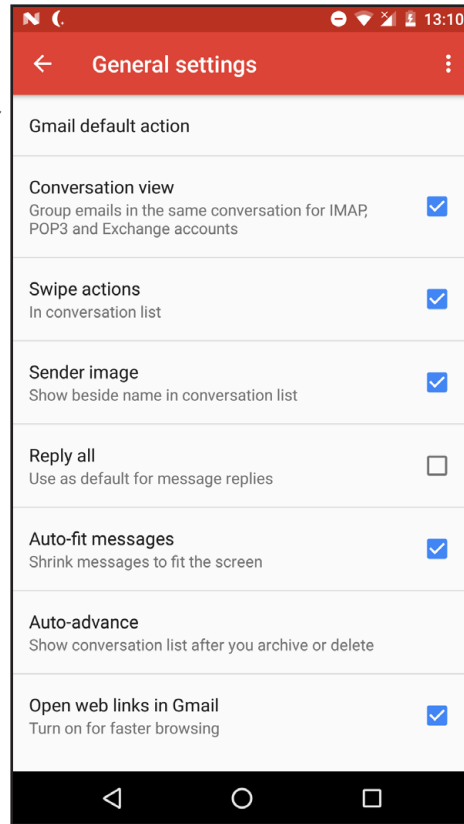 13:10
General settings
Gmail default action
Conversation view
Group emails in the same conversation for IMAP,
POP3 and Exchange accounts
Swipe actions
In conversation list
Sender image
Show beside name in conversation list
Reply all
Use as default for message replies
Auto-fit messages
Shrink messages to fit the screen
Auto-advance
Show conversation list after you archive or delete
Open web links in Gmail
Turn on for faster browsing